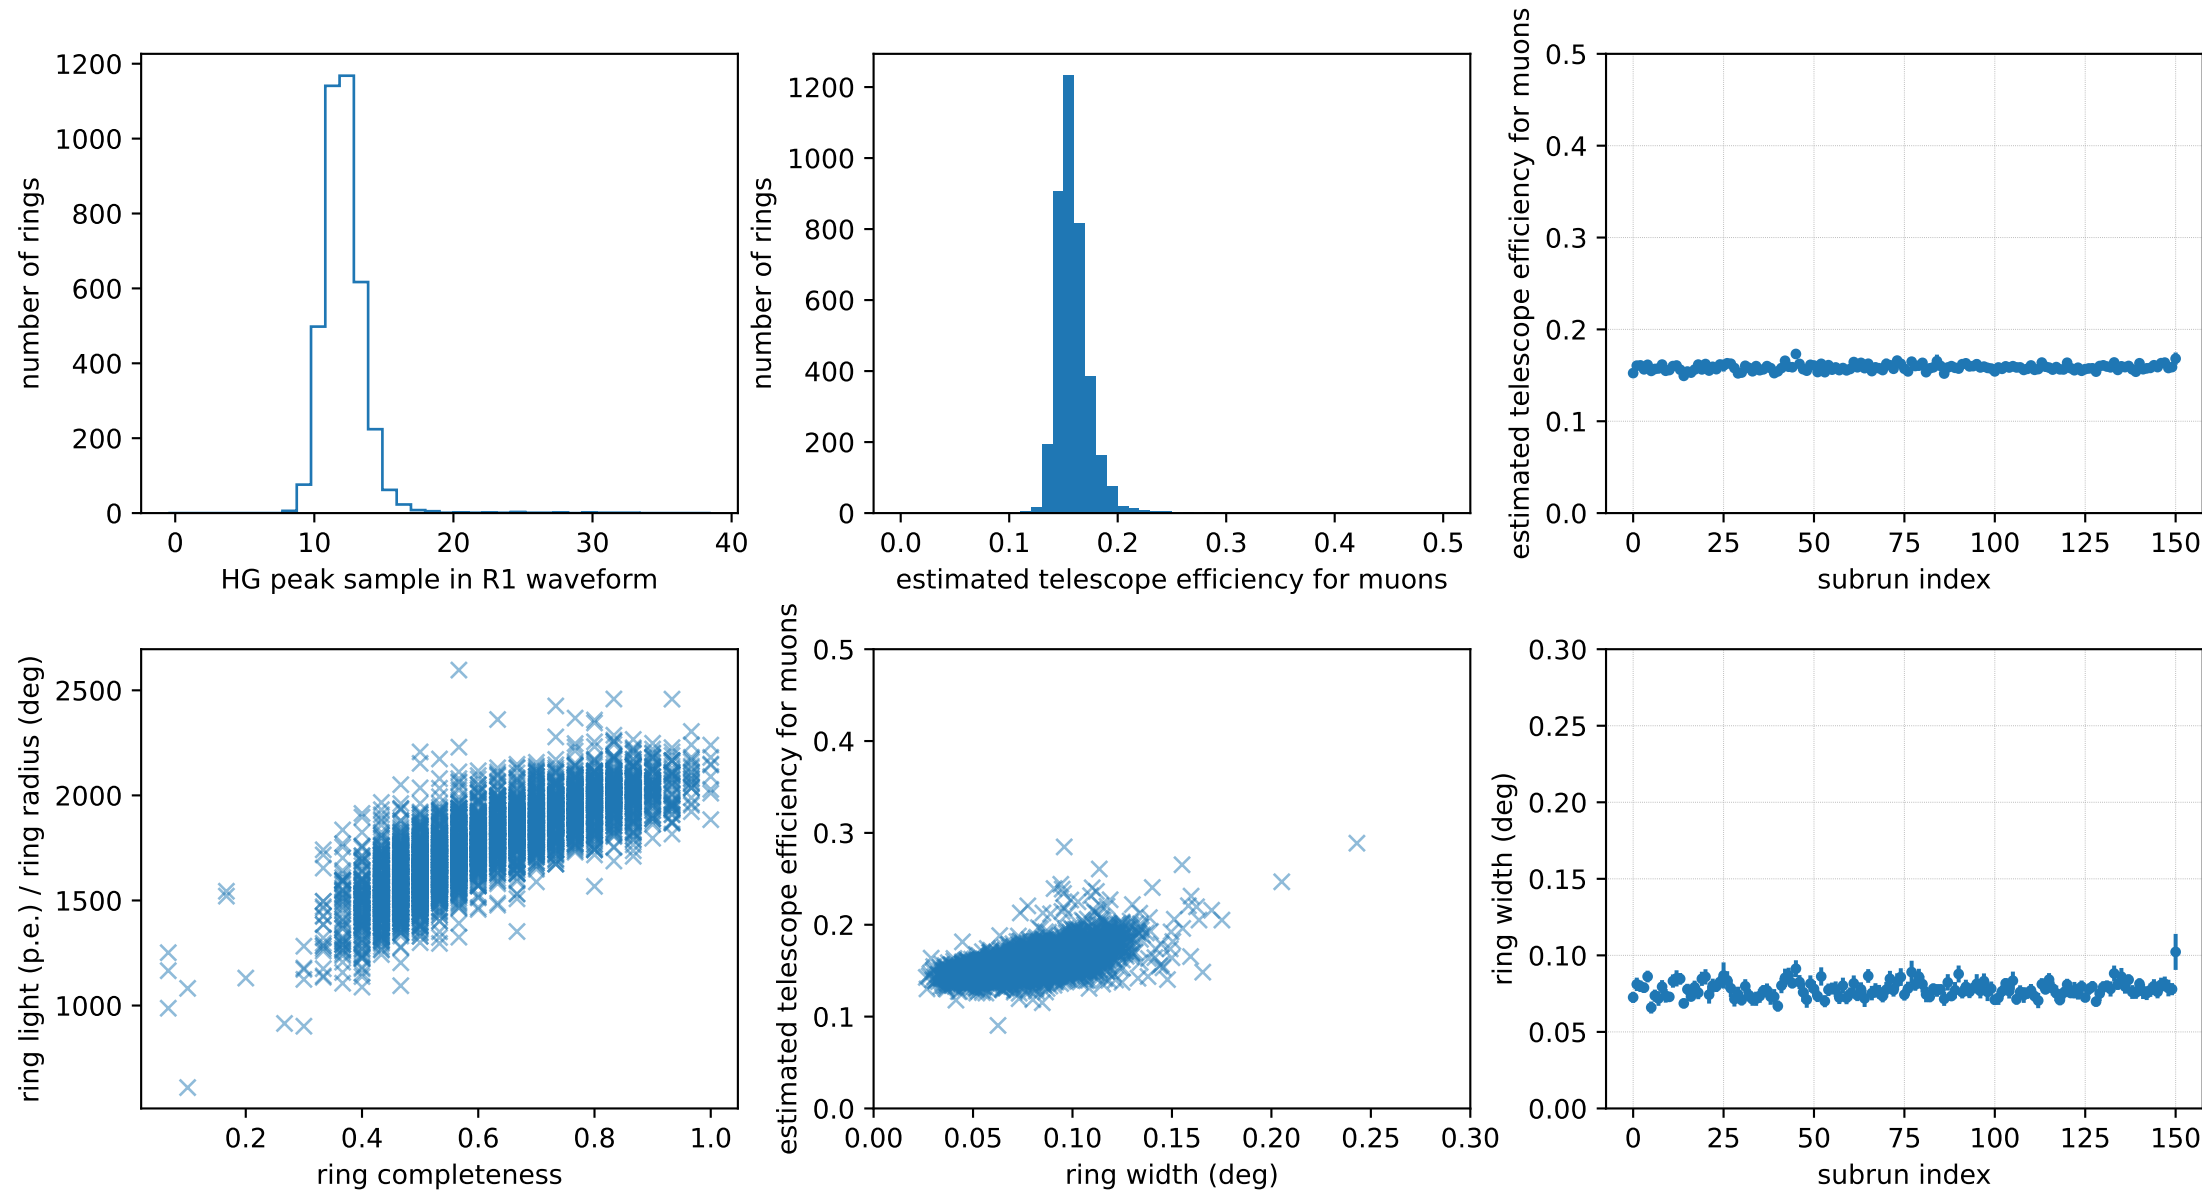 number of rings
1200
1000
800
600
400
200
0
0 10 20 30 40
HG peak sample in R1 waveform
number of rings
1200
1000
800
600
400
200
0
0.0 0.1 0.2 0.3 0.4 0.5
estimated telescope efficiency for muons
estimated telescope efficiency for muons
0.5
0.4
0.3
0.2
0.1
0.0
0 25 50 75 100 125 150
subrun index
ring light (p.e.) / ring radius (deg)
2500
2000
1500
1000
0.2 0.4 0.6 0.8 1.0
ring completeness
estimated telescope efficiency for muons
0.5
0.4
0.3
0.2
0.1
0.0
0.00 0.05 0.10 0.15 0.20 0.25 0.30
ring width (deg)
ring width (deg)
0.30
0.25
0.20
0.15
0.10
0.05
0.00
0 25 50 75 100 125 150
subrun index